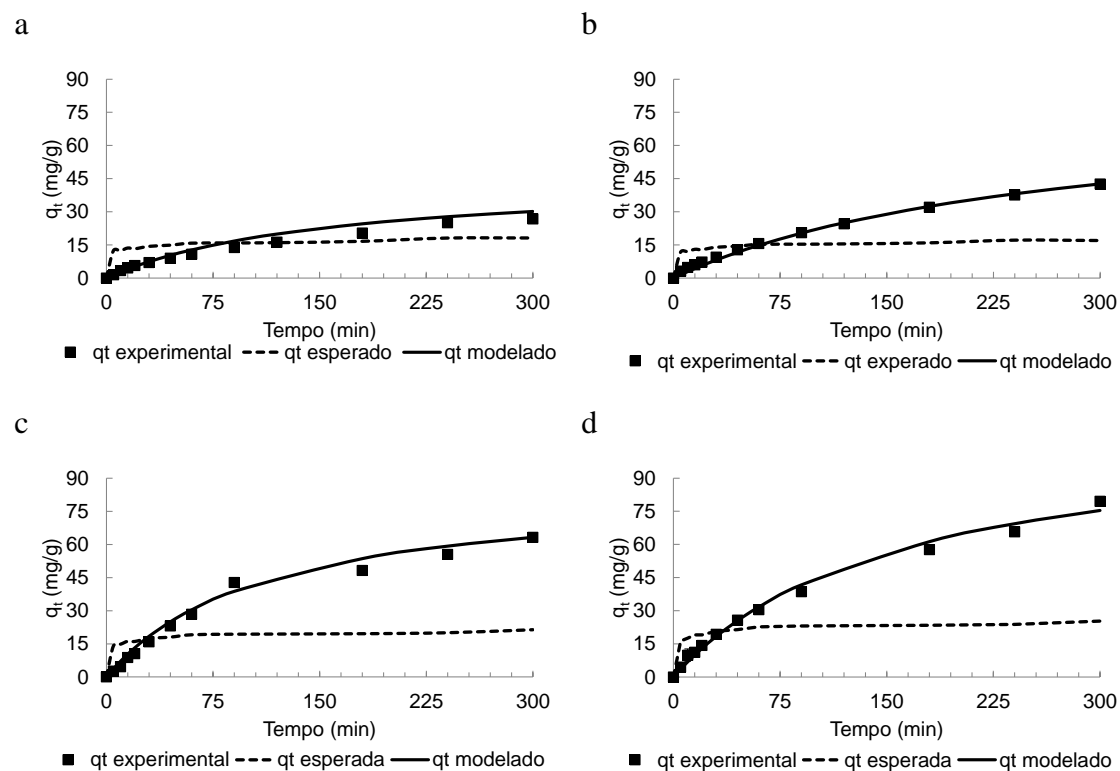 a
90
75
60
45
30
15
0
qt (mg/g)
0 75 150 225 300
Tempo (min)
qt experimental qt esperado qt modelado
b
90
75
60
45
30
15
0
qt (mg/g)
0 75 150 225 300
Tempo (min)
qt experimental qt experado qt modelado
c
90
75
60
45
30
15
0
qt (mg/g)
0 75 150 225 300
Tempo (min)
qt experimental qt esperada qt modelado
d
90
75
60
45
30
15
0
qt (mg/g)
0 75 150 225 300
Tempo (min)
qt experimental qt esperada qt modelado